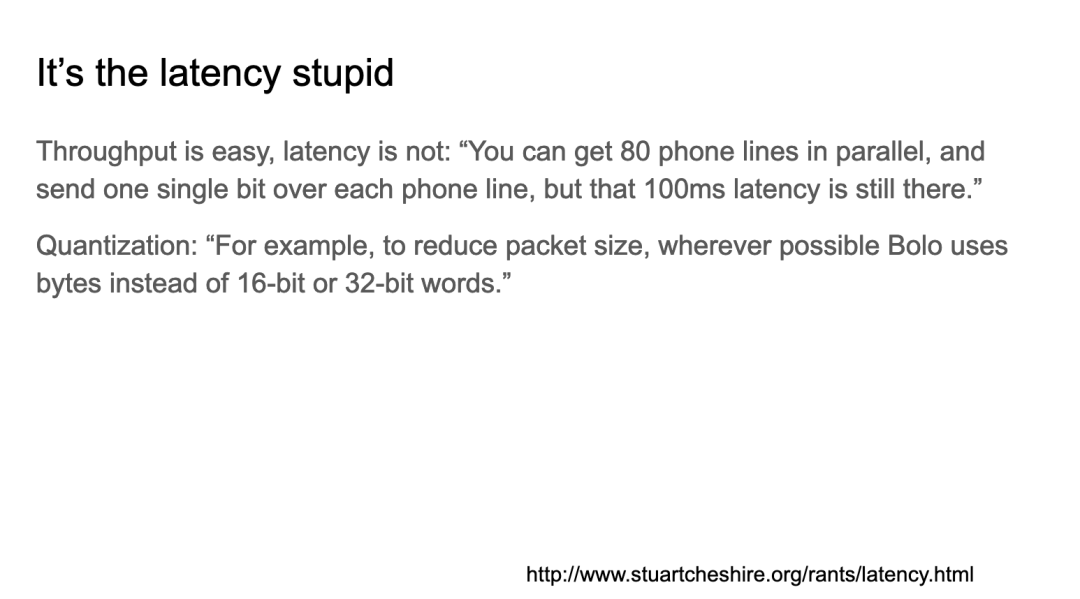 It’s the latency stupid
Throughput is easy, latency is not: “You can get 80 phone lines in parallel, and
send one single bit over each phone line, but that 100ms latency is still there.”
Quantization: “For example, to reduce packet size, wherever possible Bolo uses
bytes instead of 16-bit or 32-bit words.”
http://www.stuartcheshire.org/rants/latency.html